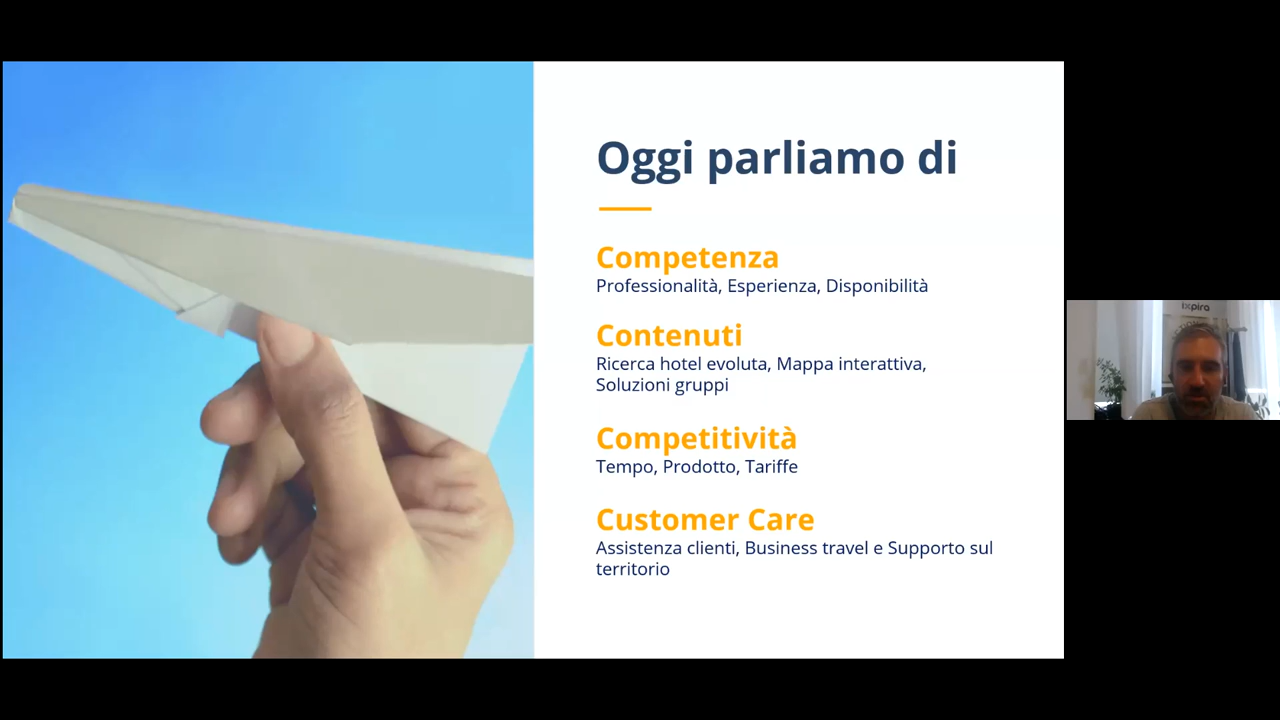 Oggi parliamo di
Competenza
Professionalità, Esperienza, Disponibilità
Contenuti
Ricerca hotel evoluta, Mappa interattiva,
Soluzioni gruppi
Competitività
Tempo, Prodotto, Tariffe
Customer Care
Assistenza clienti, Business travel e Supporto sul
territorio
ixpira